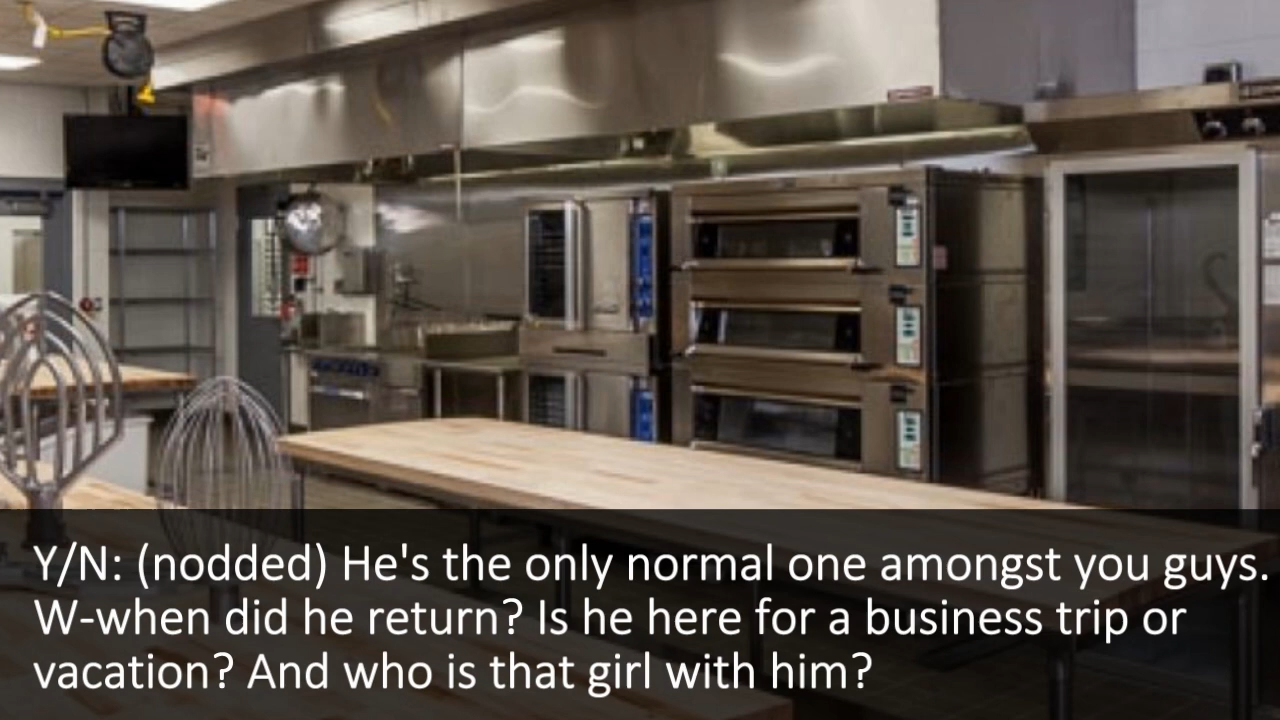 Y/N: (nodded) He's the only normal one amongst you guys.
W-when did he return? Is he here for a business trip or
vacation? And who is that girl with him?